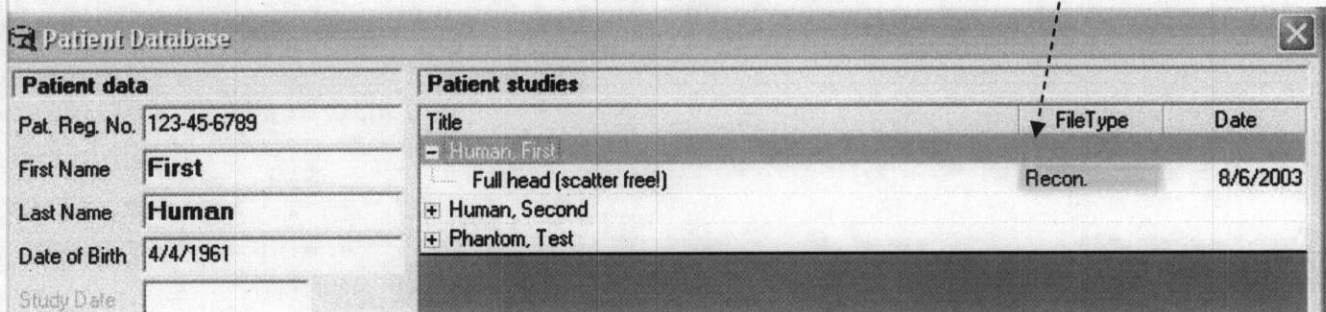 Patient Database
Patient data
Pat. Reg. No. 123-45-6789
First Name First
Last Name Human
Date of Birth 4/4/1961
Study Date
Patient studies
Title FileType Date
Human, First
Full head (scatter free!) Recon. 8/6/2003
Human, Second
Phantom, Test